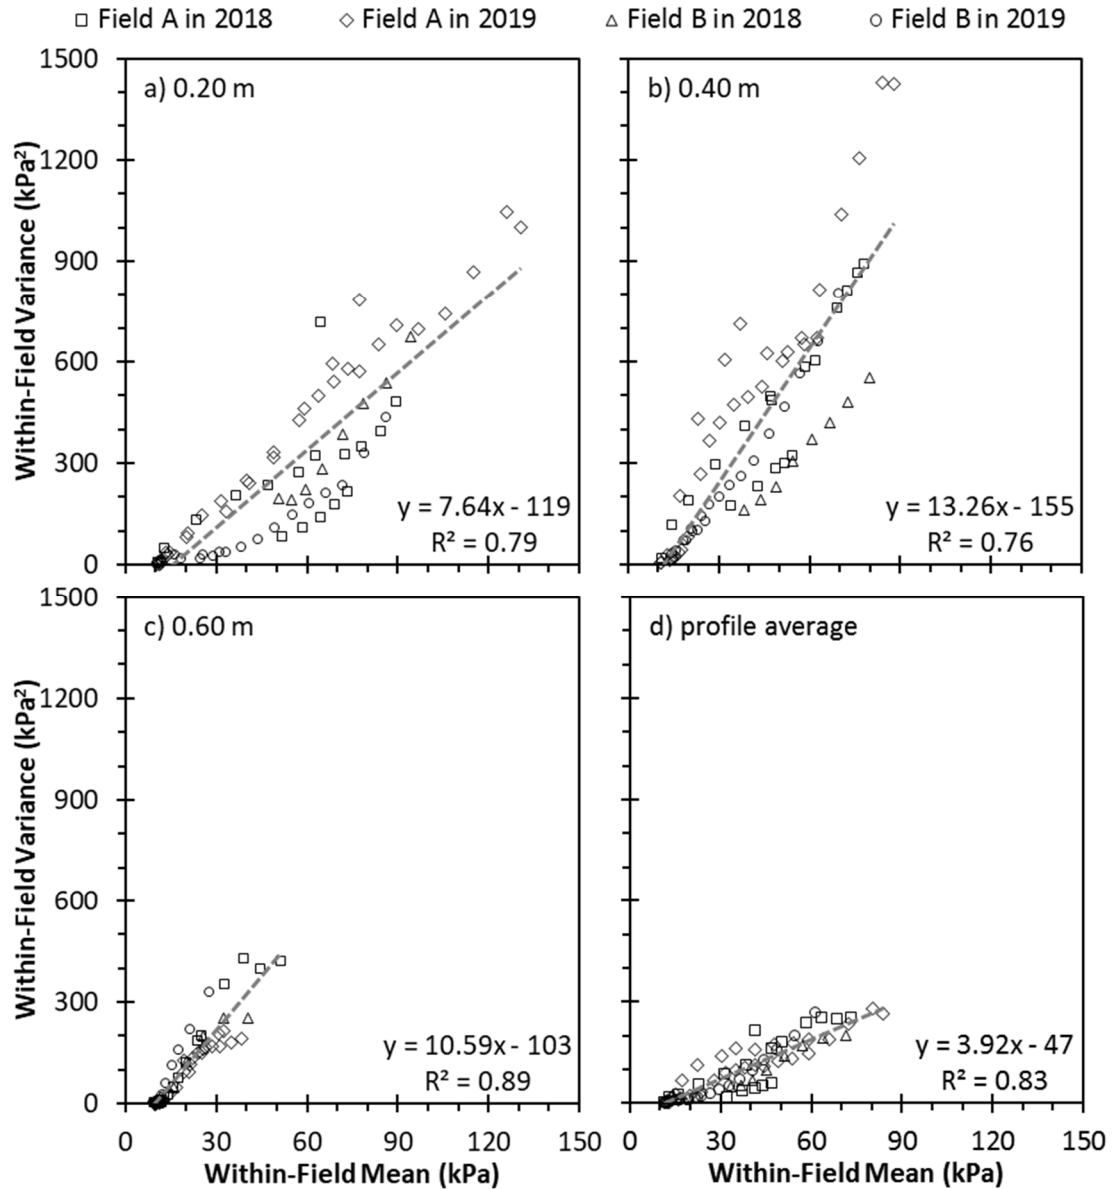 Field A in 2018 Field A in 2019 Field B in 2018 Field B in 2019
a) 0.20 m
b) 0.40 m
Within-Field Variance (kPa²)
1500
1200
900
600
300
0
y = 7.64x - 119
R² = 0.79
y = 13.26x - 155
R² = 0.76
c) 0.60 m
d) profile average
Within-Field Variance (kPa²)
1500
1200
900
600
300
0
y = 10.59x - 103
R² = 0.89
y = 3.92x - 47
R² = 0.83
0 30 60 90 120 150
0 30 60 90 120 150
Within-Field Mean (kPa)
Within-Field Mean (kPa)